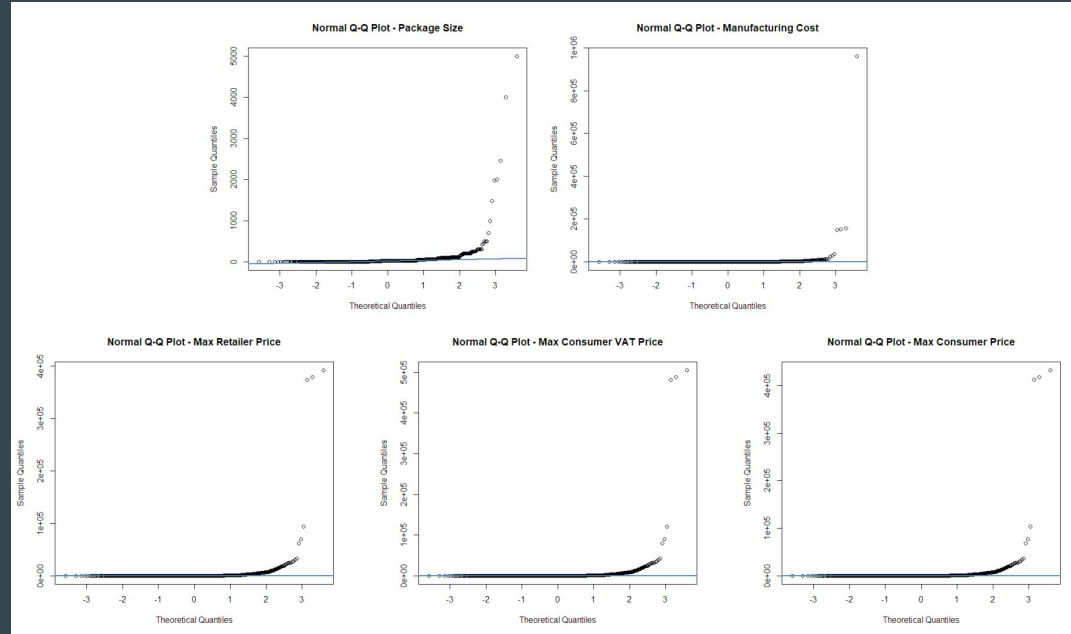 Normal Q-Q Plot - Package Size
Sample Quantiles
0 1000 2000 3000 4000 5000
-3 -2 -1 0 1 2 3
Theoretical Quantiles
Normal Q-Q Plot - Manufacturing Cost
Sample Quantiles
0e+00 2e+05 4e+05 6e+05 8e+05 1e+06
-3 -2 -1 0 1 2 3
Theoretical Quantiles
Normal Q-Q Plot - Max Retailer Price
Sample Quantiles
0e+00 1e+05 2e+05 3e+05 4e+05
-3 -2 -1 0 1 2 3
Theoretical Quantiles
Normal Q-Q Plot - Max Consumer VAT Price
Sample Quantiles
0e+00 1e+05 2e+05 3e+05 4e+05 5e+05
-3 -2 -1 0 1 2 3
Theoretical Quantiles
Normal Q-Q Plot - Max Consumer Price
Sample Quantiles
0e+00 1e+05 2e+05 3e+05 4e+05
-3 -2 -1 0 1 2 3
Theoretical Quantiles